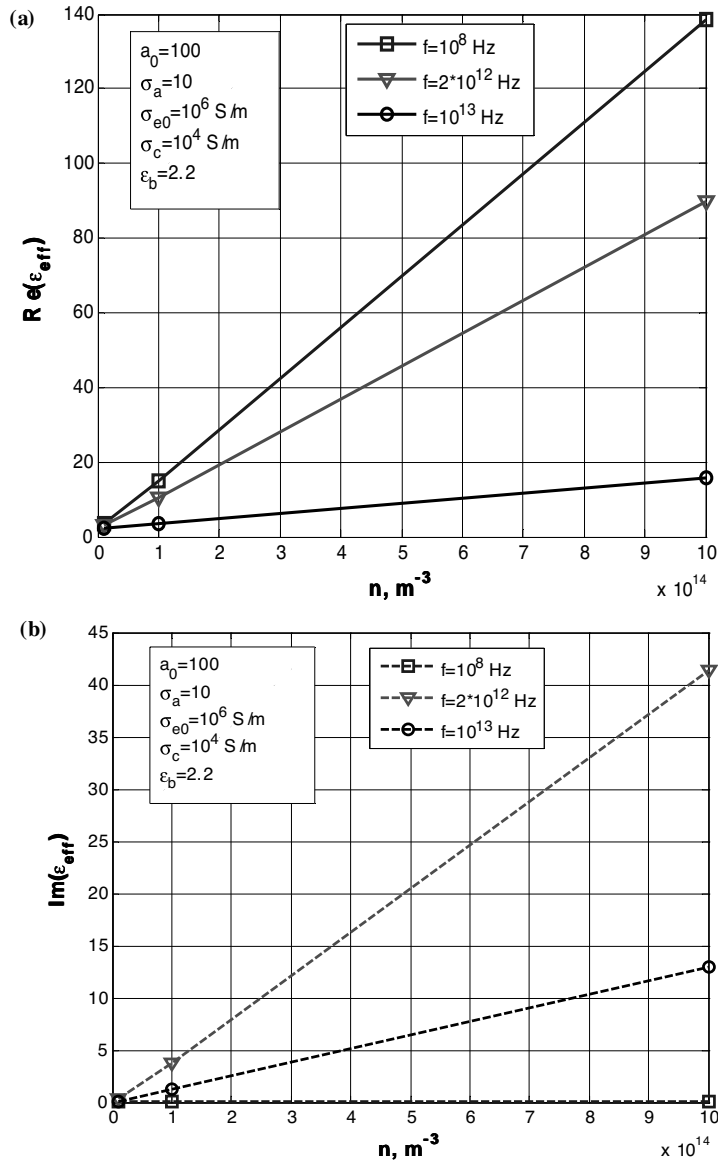 (a)
140
120
100
80
60
40
20
0
R e(ε_eff)
a_0=100
σ_a=10
σ_e0=10^6 S/m
σ_c=10^4 S/m
ε_b=2.2
f=10^8 Hz
f=2*10^12 Hz
f=10^13 Hz
0 1 2 3 4 5 6 7 8 9 10
n, m^-3
x 10^14
(b)
45
40
35
30
25
20
15
10
5
0
Im(ε_eff)
a_0=100
σ_a=10
σ_e0=10^6 S/m
σ_c=10^4 S/m
ε_b=2.2
f=10^8 Hz
f=2*10^12 Hz
f=10^13 Hz
0 1 2 3 4 5 6 7 8 9 10
n, m^-3
x 10^14